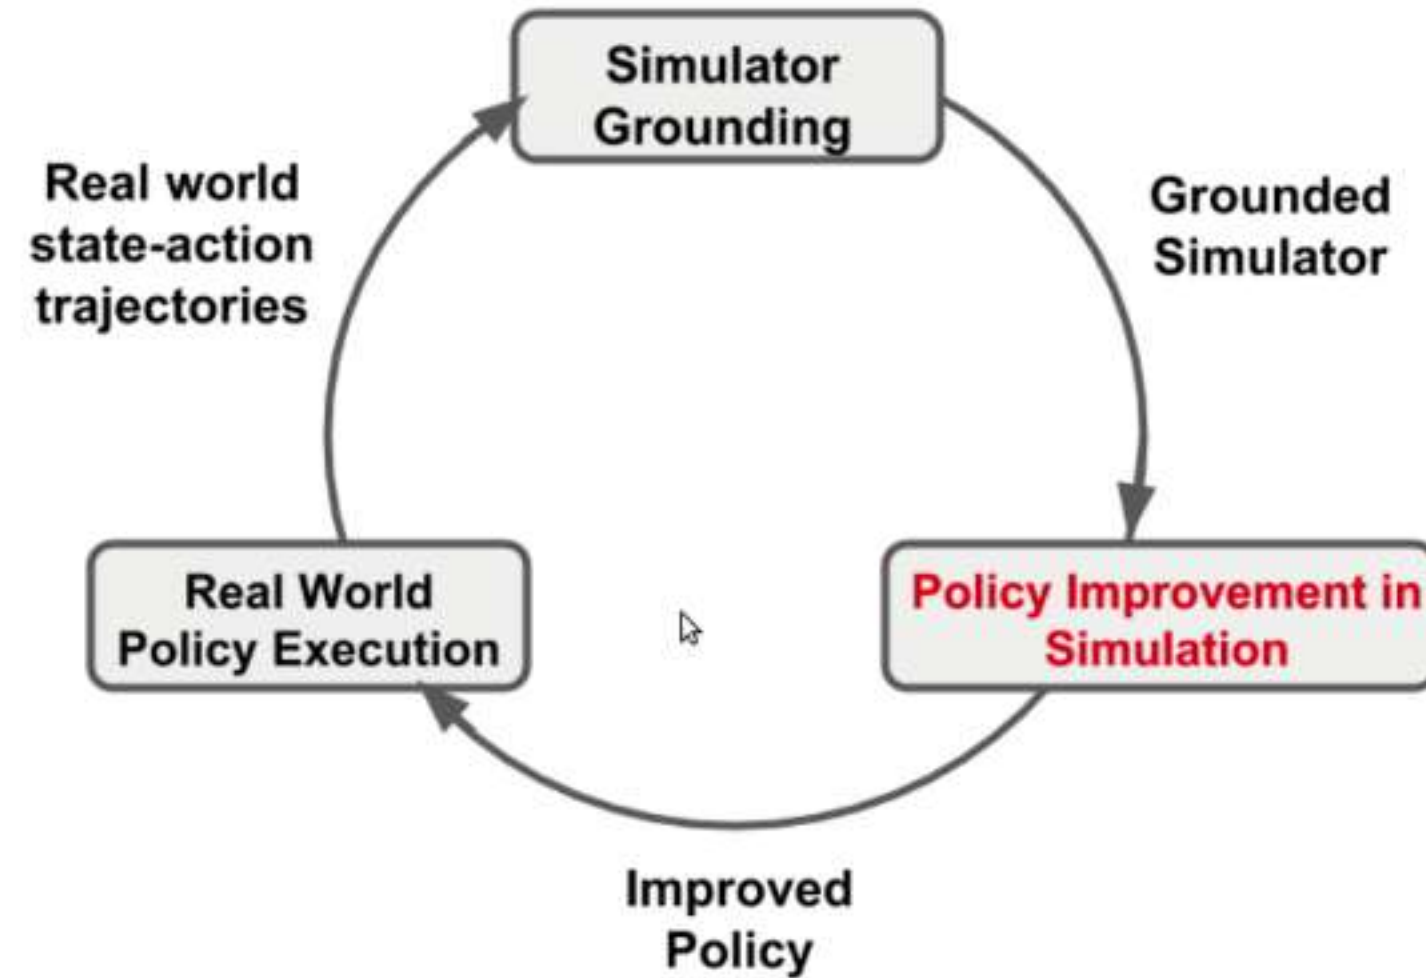 Simulator
Grounding
Real world
state-action
trajectories
Grounded
Simulator
Real World
Policy Execution
Policy Improvement in
Simulation
Improved
Policy